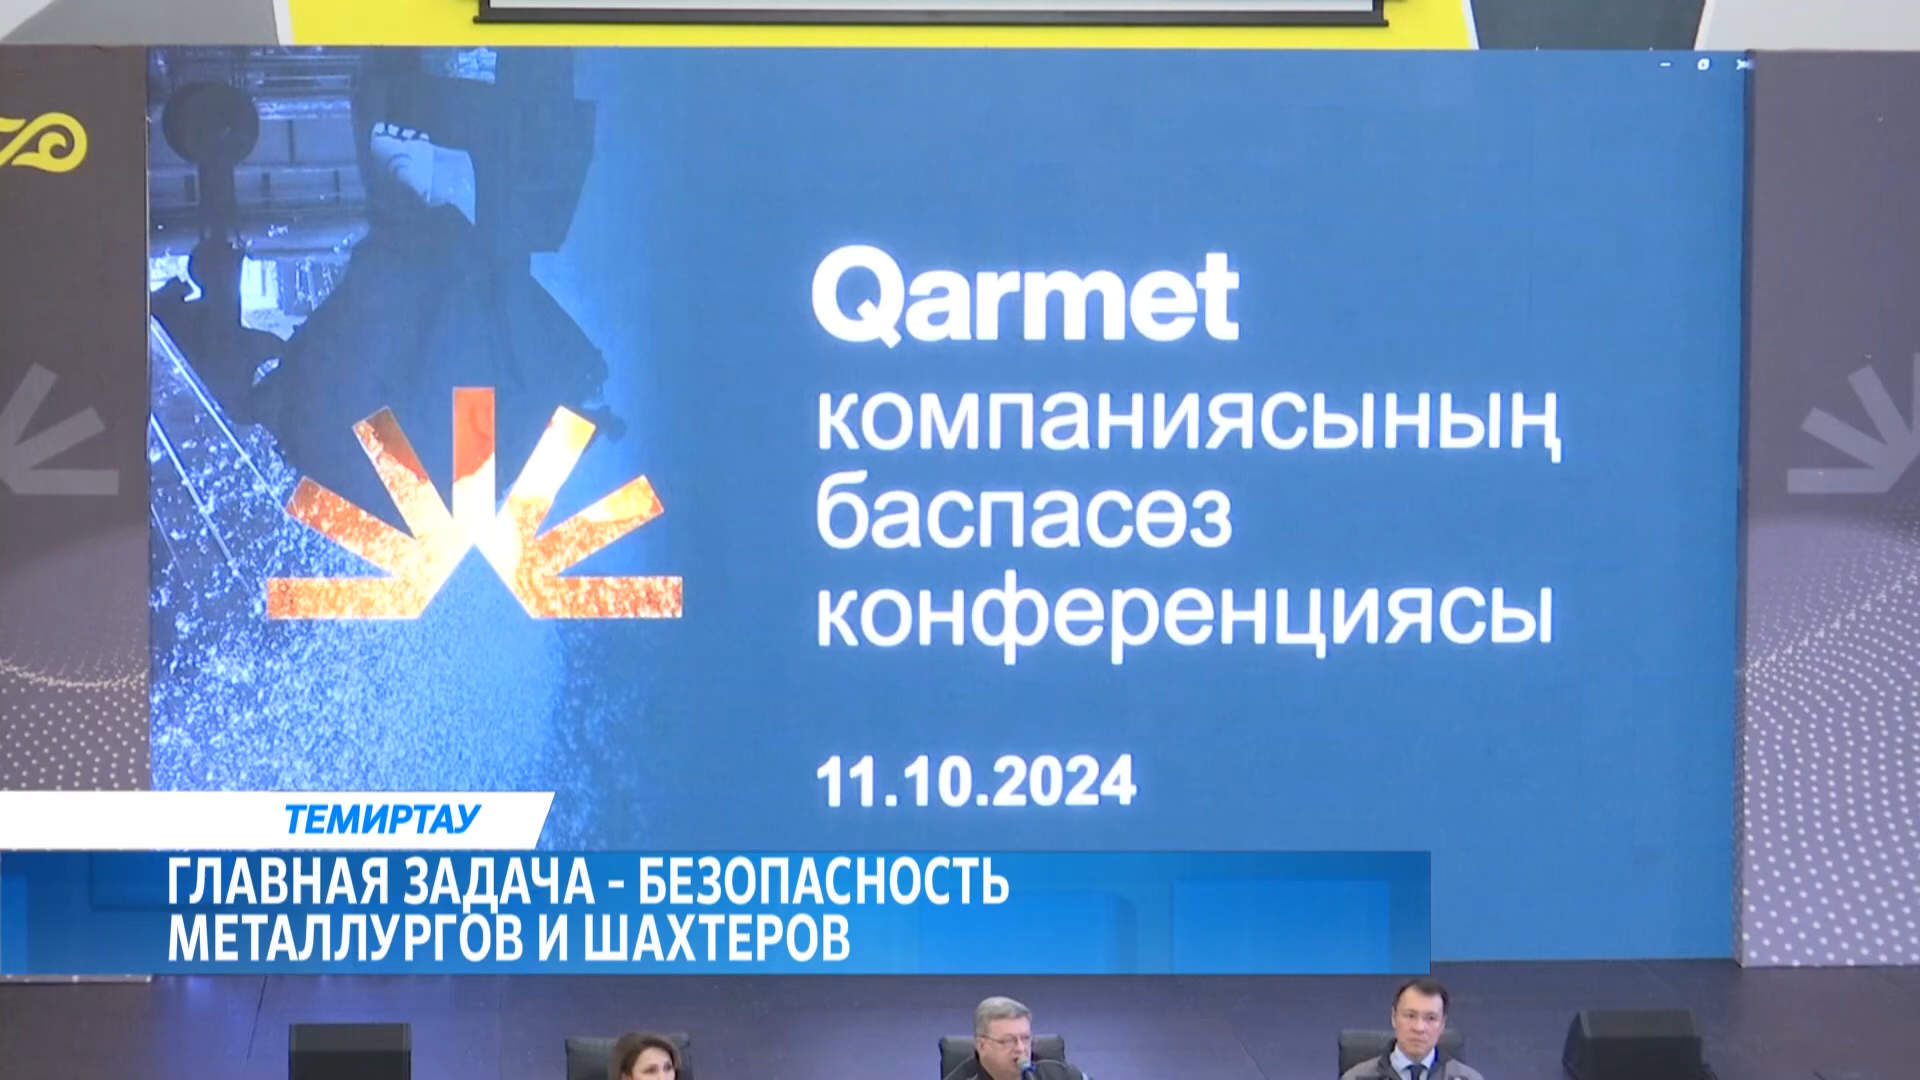 Qarmet
компаниясының
баспасөз
конференциясы
11.10.2024
ТЕМИРТАУ
ГЛАВНАЯ ЗАДАЧА - БЕЗОПАСНОСТЬ
МЕТАЛЛУРГОВ И ШАХТЕРОВ